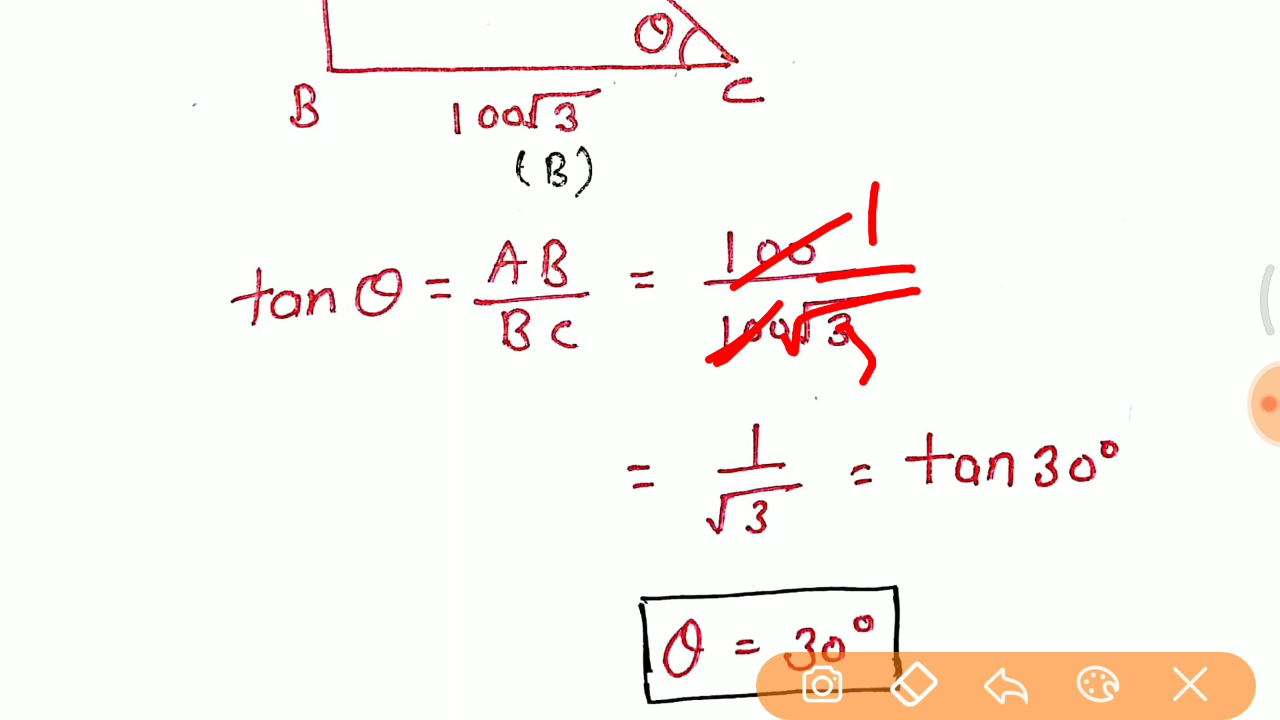 θ
B
C
100√3
(B)
tan θ = AB/BC = 100/100√3
1
√3
= 1/√3 = tan 30°
θ = 30°